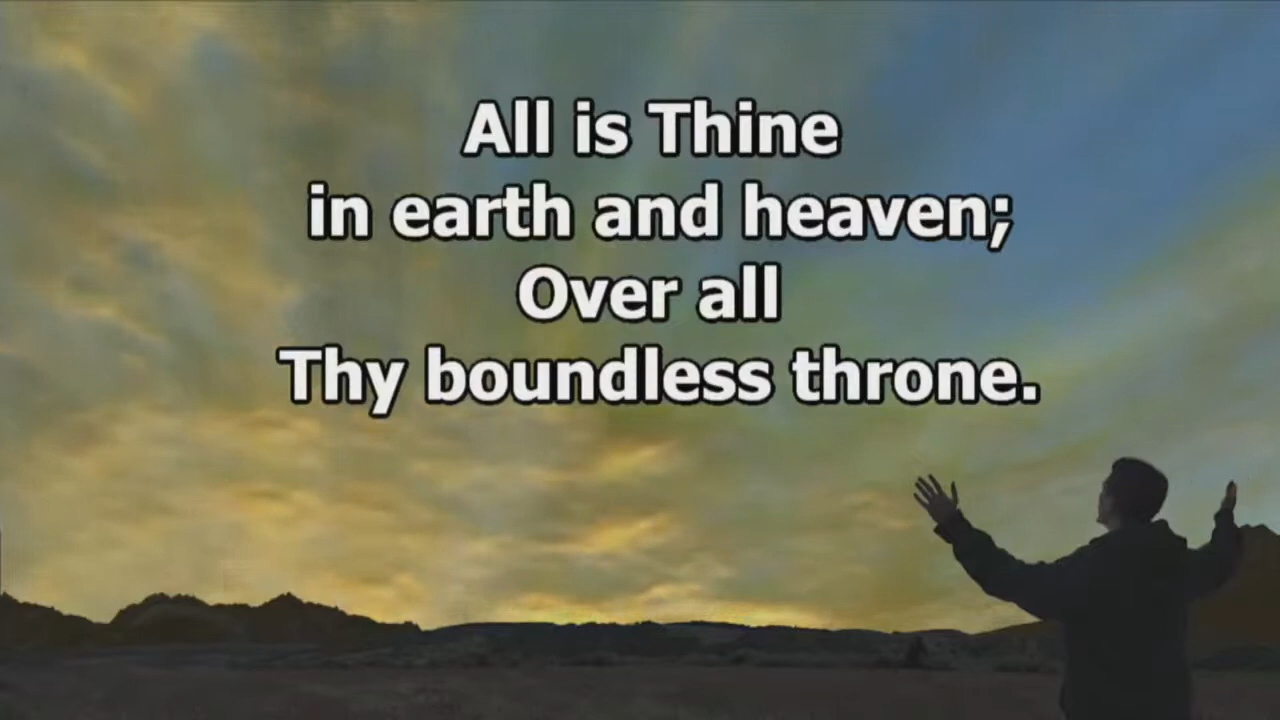 All is Thine
in earth and heaven;
Over all
Thy boundless throne.